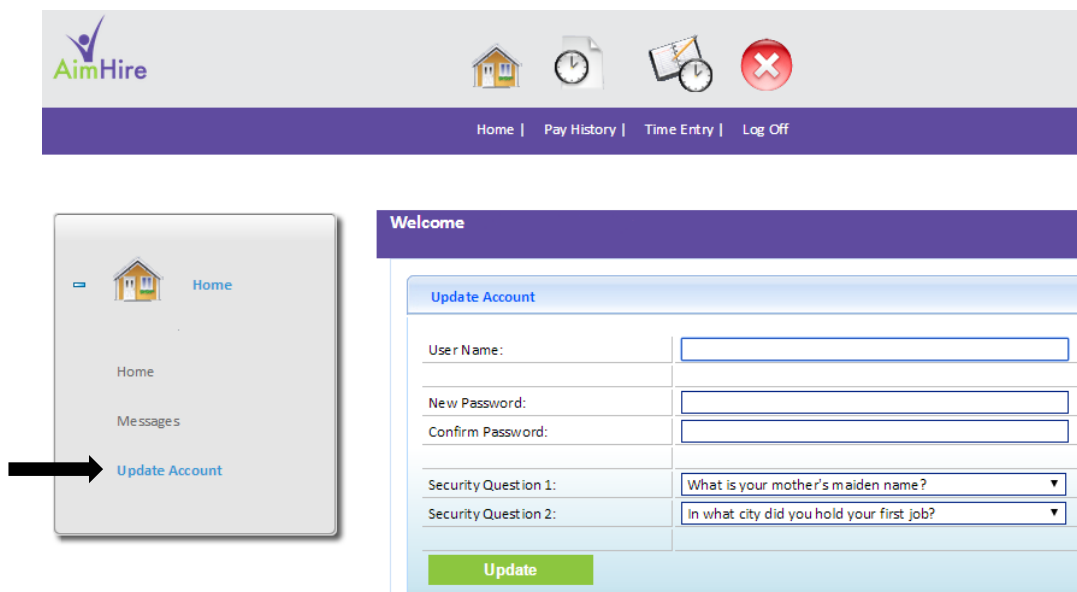 AimHire
Home | Pay History | Time Entry | Log Off
Home
Home
Messages
Update Account
Welcome
Update Account
User Name:
New Password:
Confirm Password:
Security Question 1: What is your mother's maiden name?
Security Question 2: In what city did you hold your first job?
Update